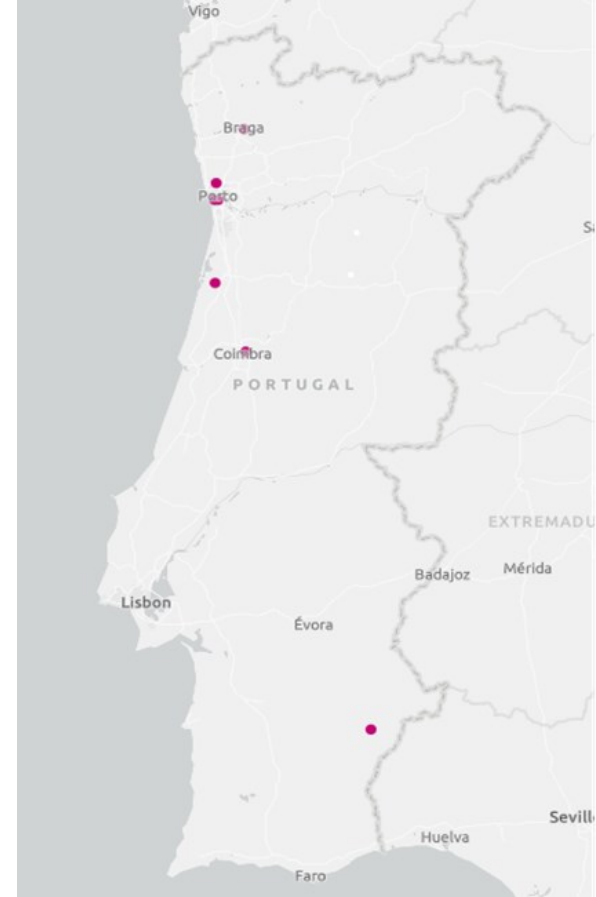 Vigo
Braga
Porto
Coimbra
PORTUGAL
EXTREMADU
Badajoz
Mérida
Lisbon
Évora
Sevill
Huelva
Faro